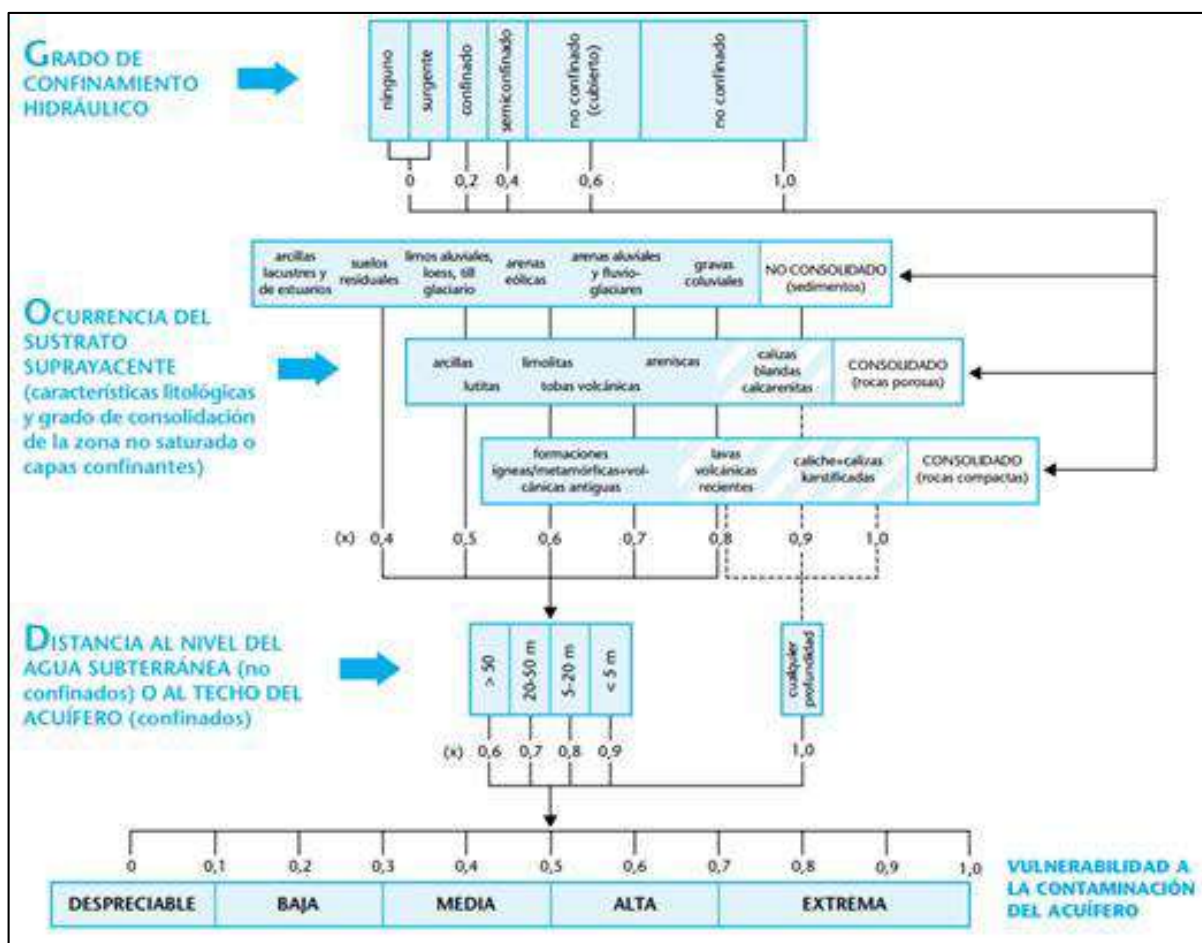 GRADO DE
CONFINAMIENTO
HIDRÁULICO
ninguno
surgente
confinado
semiconfinado
no confinado
(cubierto)
no confinado
0
0,2
0,4
0,6
1,0
OCURRENCIA DEL
SUSTRATO
SUPRAYACENTE
(características litológicas
y grado de consolidación
de la zona no saturada o
capas confinantes)
arcillas
lacustres y
de estuarios
suelos
residuales
limos aluviales,
loess, till
glaciario
arenas
eólicas
arenas aluviales
y fluvio-
glaciares
gravas
coluviales
NO CONSOLIDADO
(sedimentos)
arcillas
lutitas
limolitas
tobas volcánicas
areniscas
calizas
blandas
calcarenitas
CONSOLIDADO
(rocas porosas)
formaciones
ígneas/metamórficas+vol-
cánicas antiguas
lavas
volcánicas
recientes
caliche+calizas
karstificadas
CONSOLIDADO
(rocas compactas)
(x) 0,4 0,5 0,6 0,7 0,8 0,9 1,0
DISTANCIA AL NIVEL DEL
AGUA SUBTERRÁNEA (no
confinados) O AL TECHO DEL
ACUÍFERO (confinados)
> 50
20-50 m
5-20 m
< 5 m
cualquier
profundidad
(x) 0,6 0,7 0,8 0,9 1,0
0 0,1 0,2 0,3 0,4 0,5 0,6 0,7 0,8 0,9 1,0
DESPRECIABLE BAJA MEDIA ALTA EXTREMA
VULNERABILIDAD A
LA CONTAMINACIÓN
DEL ACUÍFERO